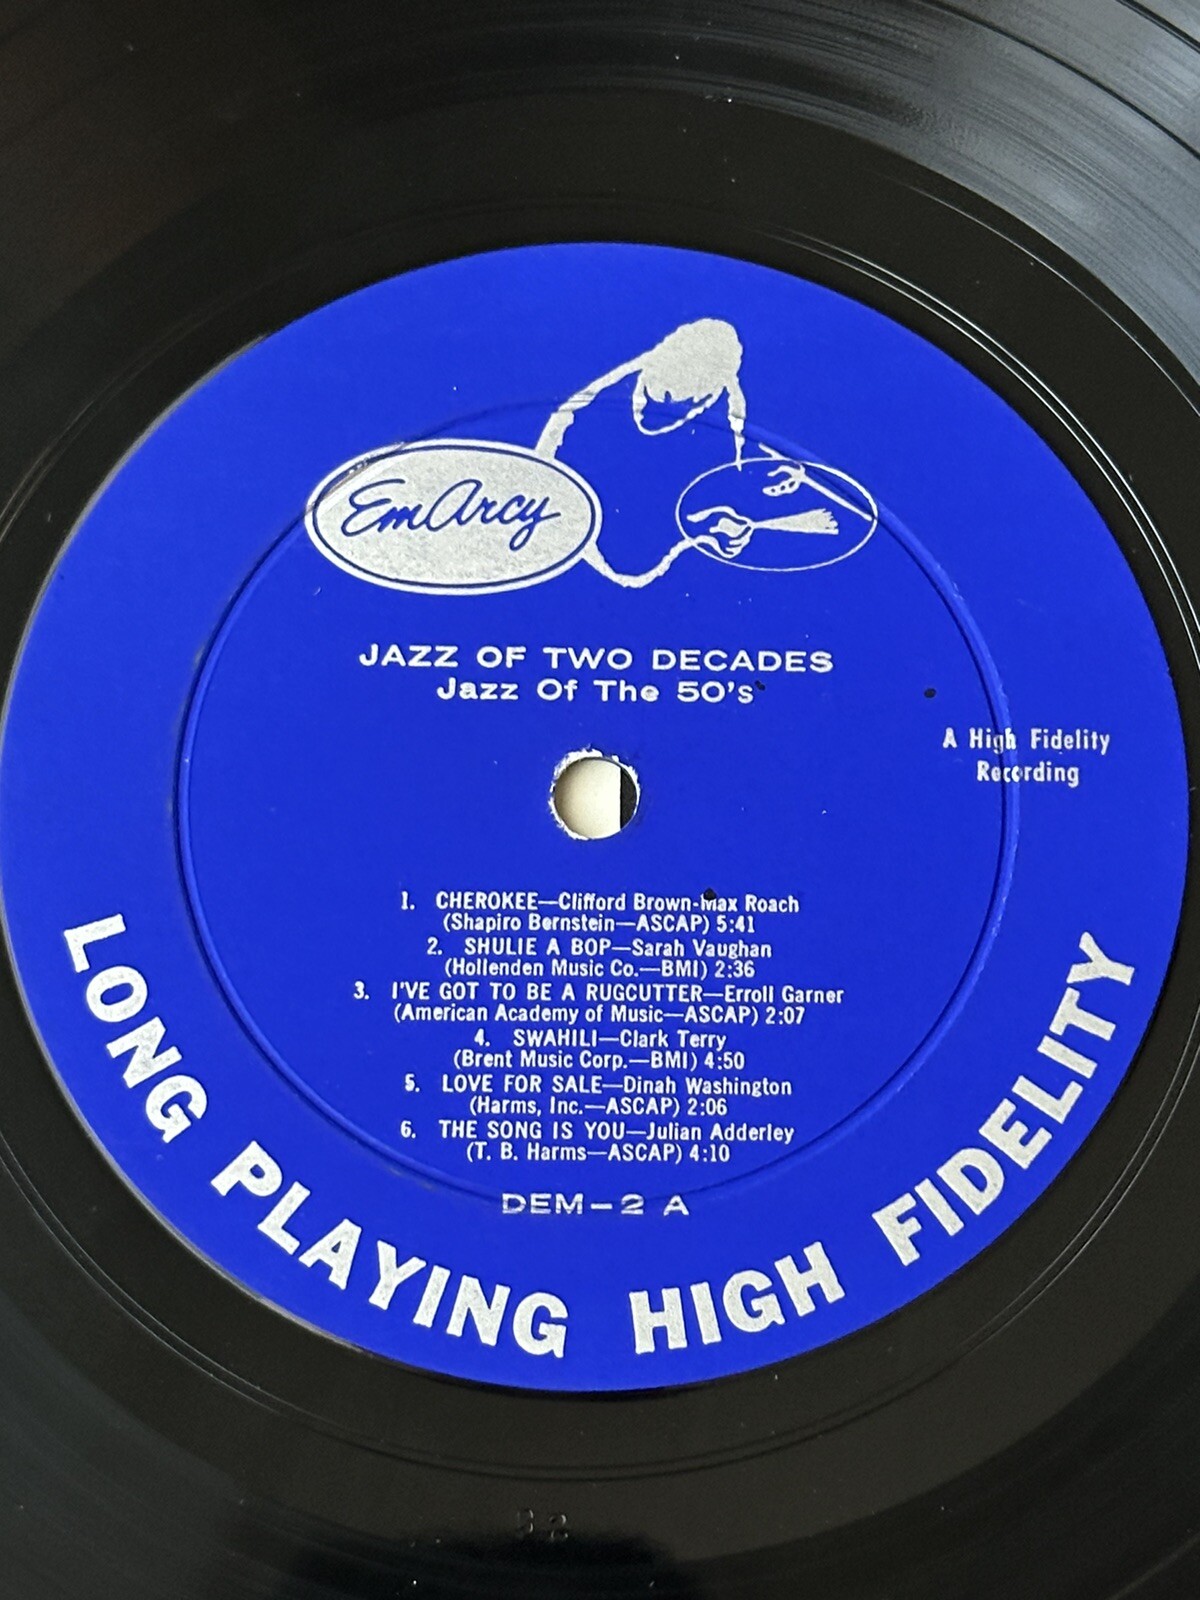 EmArcy
JAZZ OF TWO DECADES
Jazz Of The 50's
A High Fidelity
Recording
1. CHEROKEE—Clifford Brown-Max Roach
(Shapiro Bernstein—ASCAP) 5:41
2. SHULIE A BOP—Sarah Vaughan
(Hollenden Music Co.—BMI) 2:36
3. I'VE GOT TO BE A RUGCUTTER—Erroll Garner
(American Academy of Music—ASCAP) 2:07
4. SWAHILI—Clark Terry
(Brent Music Corp.—BMI) 4:50
5. LOVE FOR SALE—Dinah Washington
(Harms, Inc.—ASCAP) 2:06
6. THE SONG IS YOU—Julian Adderley
(T. B. Harms—ASCAP) 4:10
DEM-2 A
LONG PLAYING HIGH FIDELITY